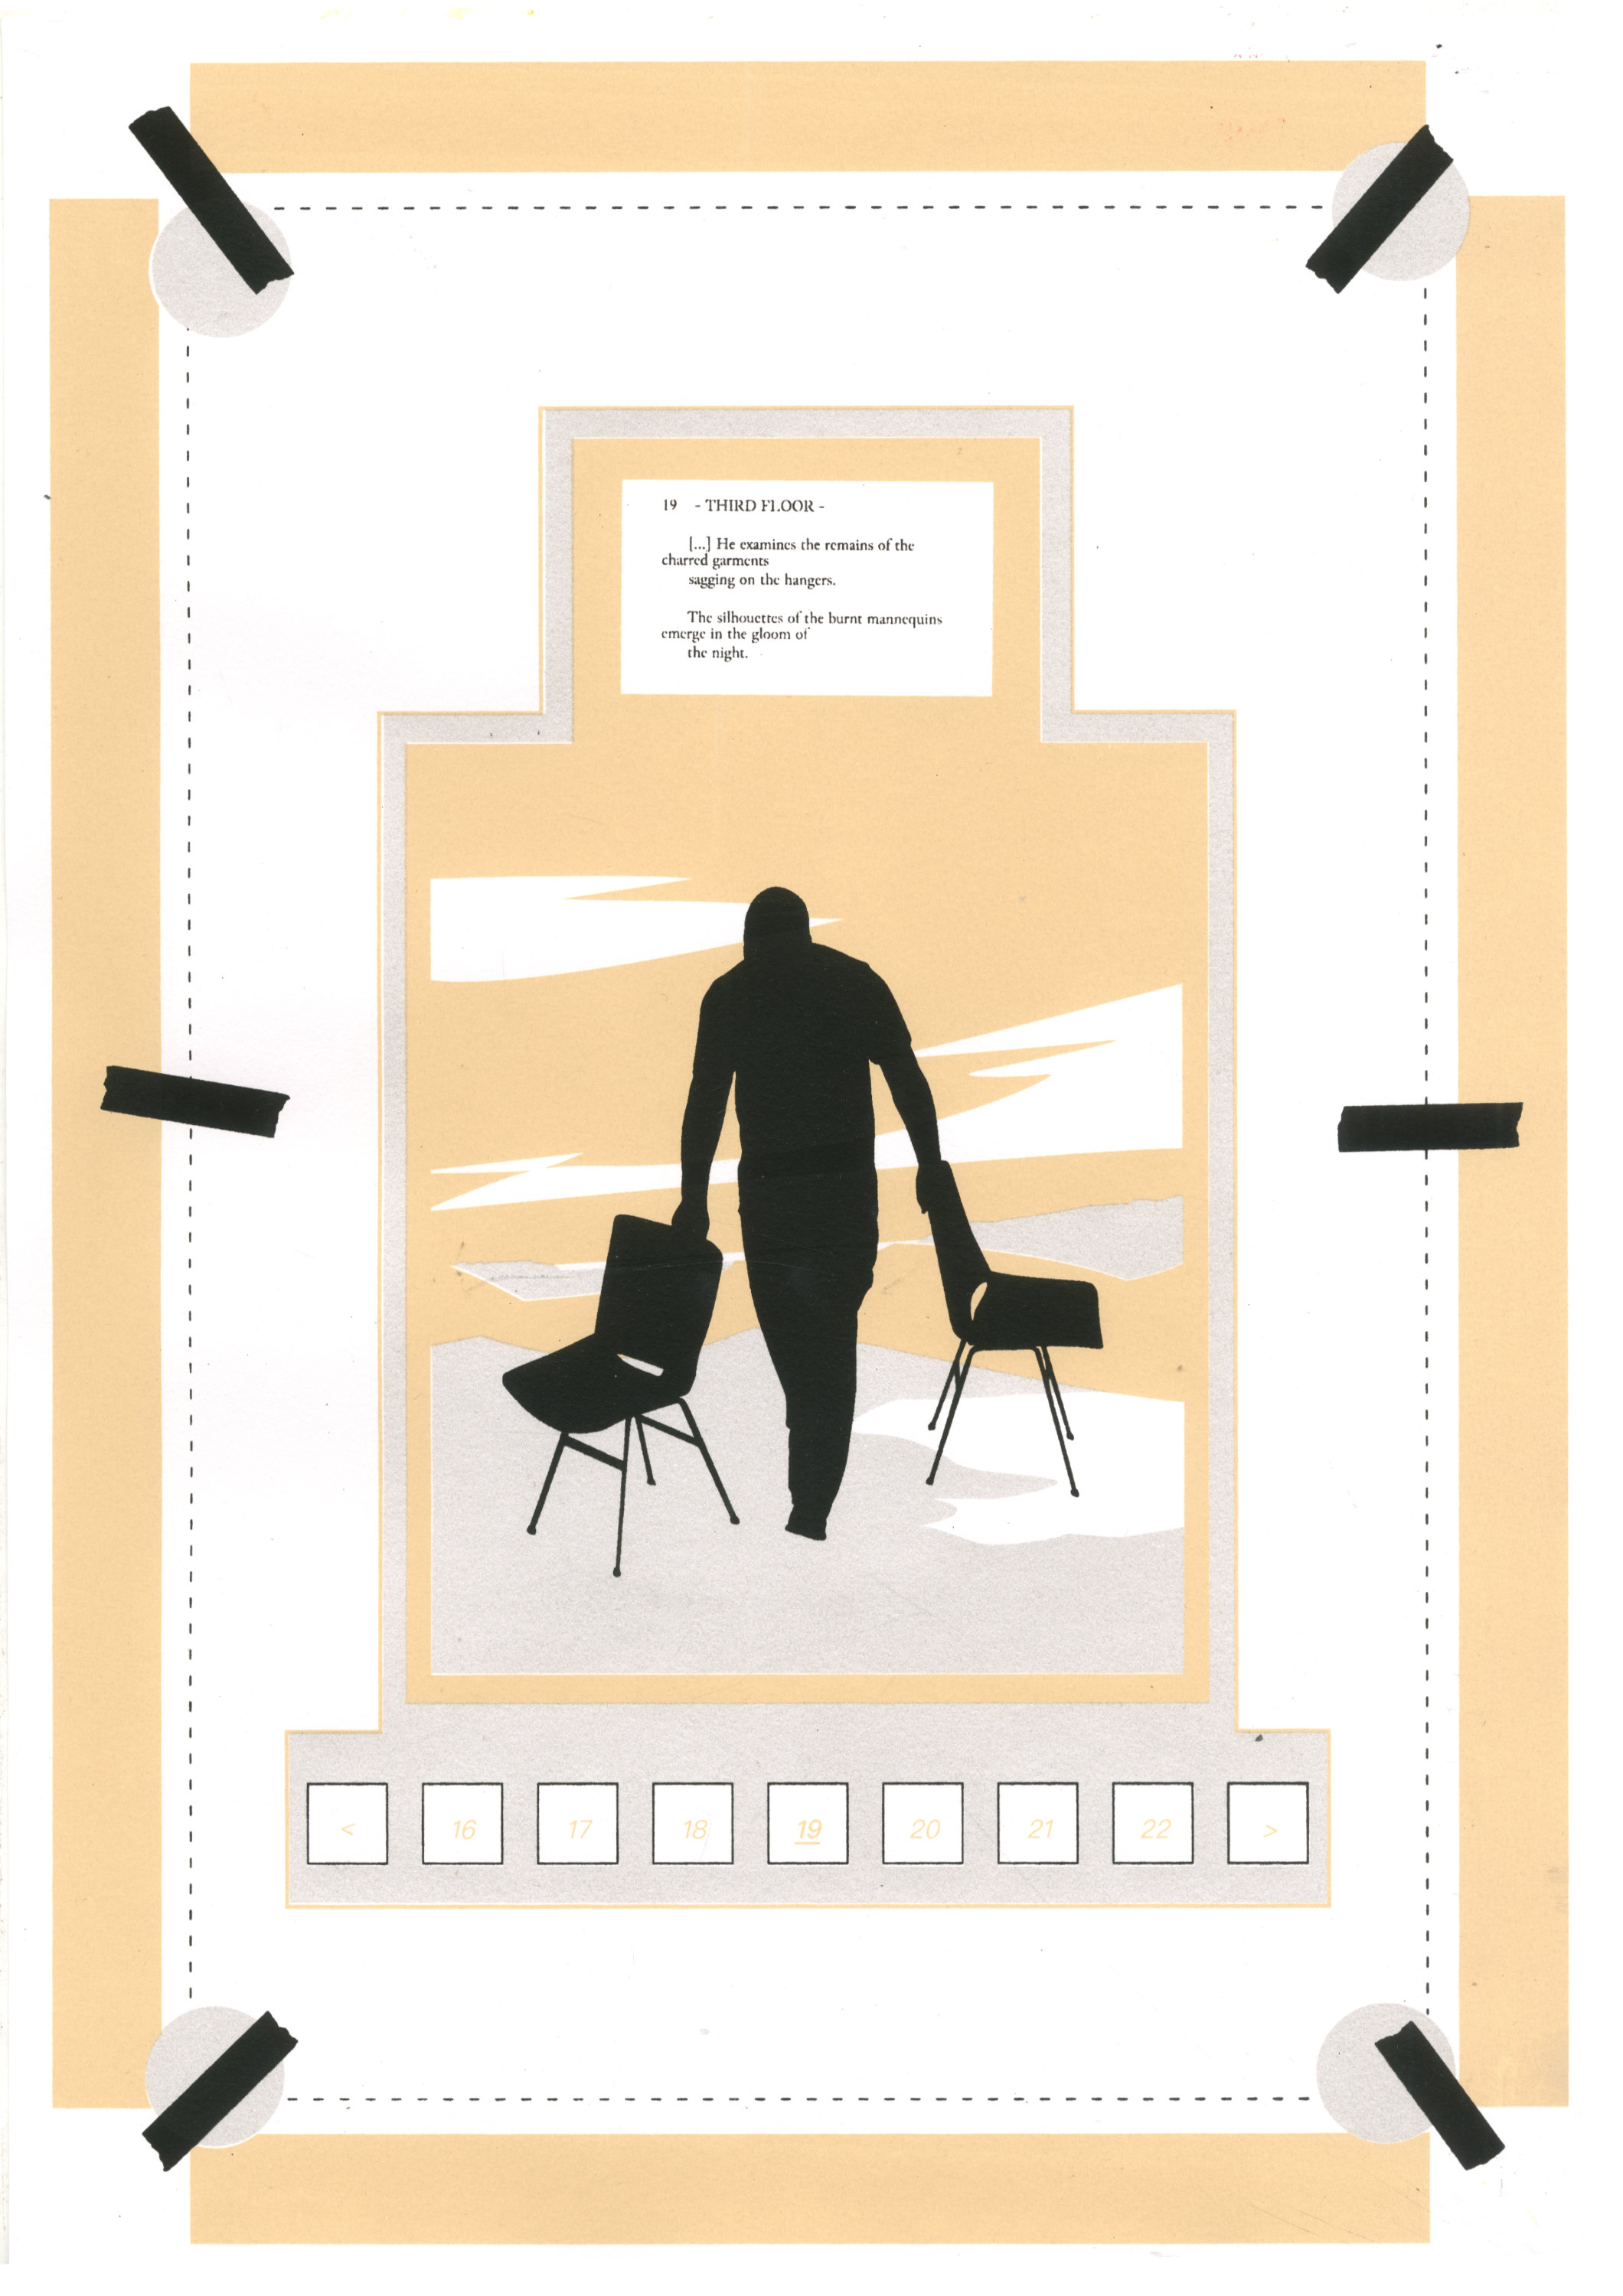 19 - THIRD FLOOR -
[...] He examines the remains of the
charred garments
sagging on the hangers.
The silhouettes of the burnt mannequins
emerge in the gloom of
the night.
< 16 17 18 19 20 21 22 >